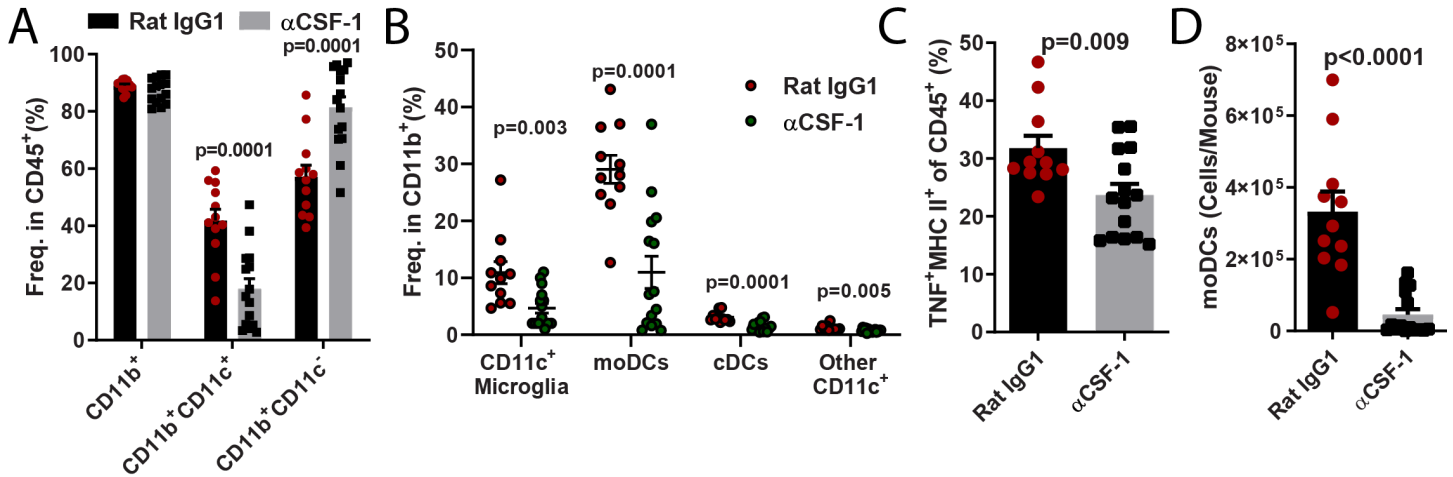 A
Rat IgG1
αCSF-1
p=0.0001
p=0.0001
Freq. in CD45⁺(%)
100
80
60
40
20
0
CD11b⁺
CD11b⁺CD11c⁺
CD11b⁺CD11c⁻
B
Freq. in CD11b⁺(%)
50
40
30
20
10
0
p=0.003
p=0.0001
p=0.0001
p=0.005
Rat IgG1
αCSF-1
CD11c⁺
Microglia
moDCs
cDCs
Other
CD11c⁺
C
TNF⁺MHC II⁺ of CD45⁺ (%)
50
40
30
20
10
0
p=0.009
Rat IgG1
αCSF-1
D
moDCs (Cells/Mouse)
8×10⁵
6×10⁵
4×10⁵
2×10⁵
0
p<0.0001
Rat IgG1
αCSF-1